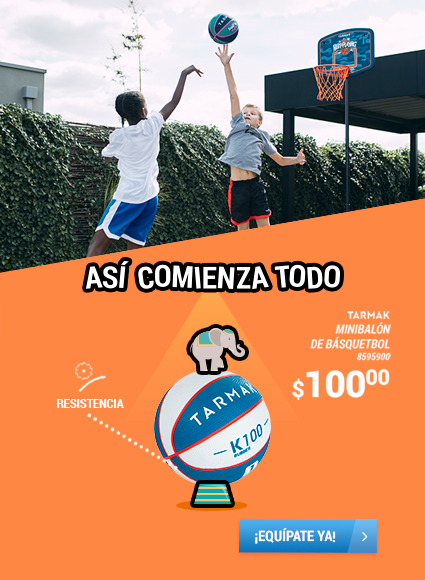 ASÍ COMIENZA TODO
TARMAK
MINIBALÓN
DE BÁSQUETBOL
8595900
$100⁰⁰
RESISTENCIA
TARMAK
K100
¡EQUÍPATE YA!